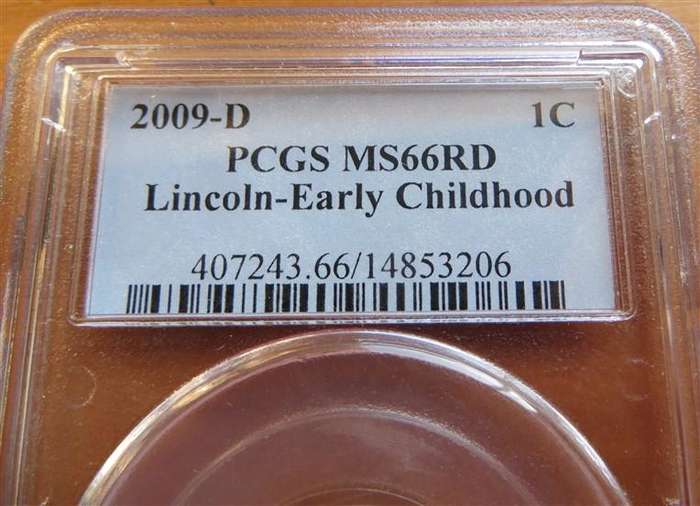 2009-D 1C
PCGS MS66RD
Lincoln-Early Childhood
407243.66/14853206